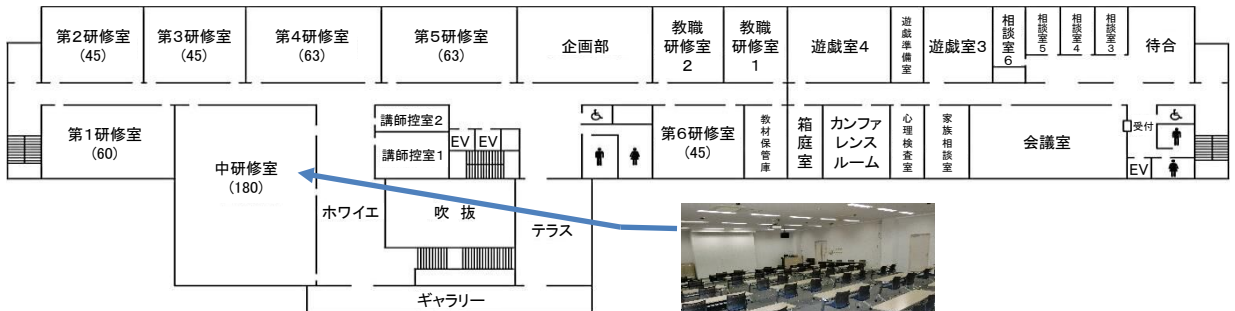 第2研修室
(45)
第3研修室
(45)
第4研修室
(63)
第5研修室
(63)
企画部
教職
研修室
2
教職
研修室
1
遊戯室4
遊戯準備室
遊戯室3
相談室6
相談室5
相談室4
相談室3
待合
第1研修室
(60)
中研修室
(180)
講師控室2
講師控室1
EV
EV
第6研修室
(45)
教材保管庫
箱庭室
カンファ
レンス
ルーム
心理検査室
家族相談室
会議室
受付
EV
ホワイエ
吹 抜
テラス
ギャラリー